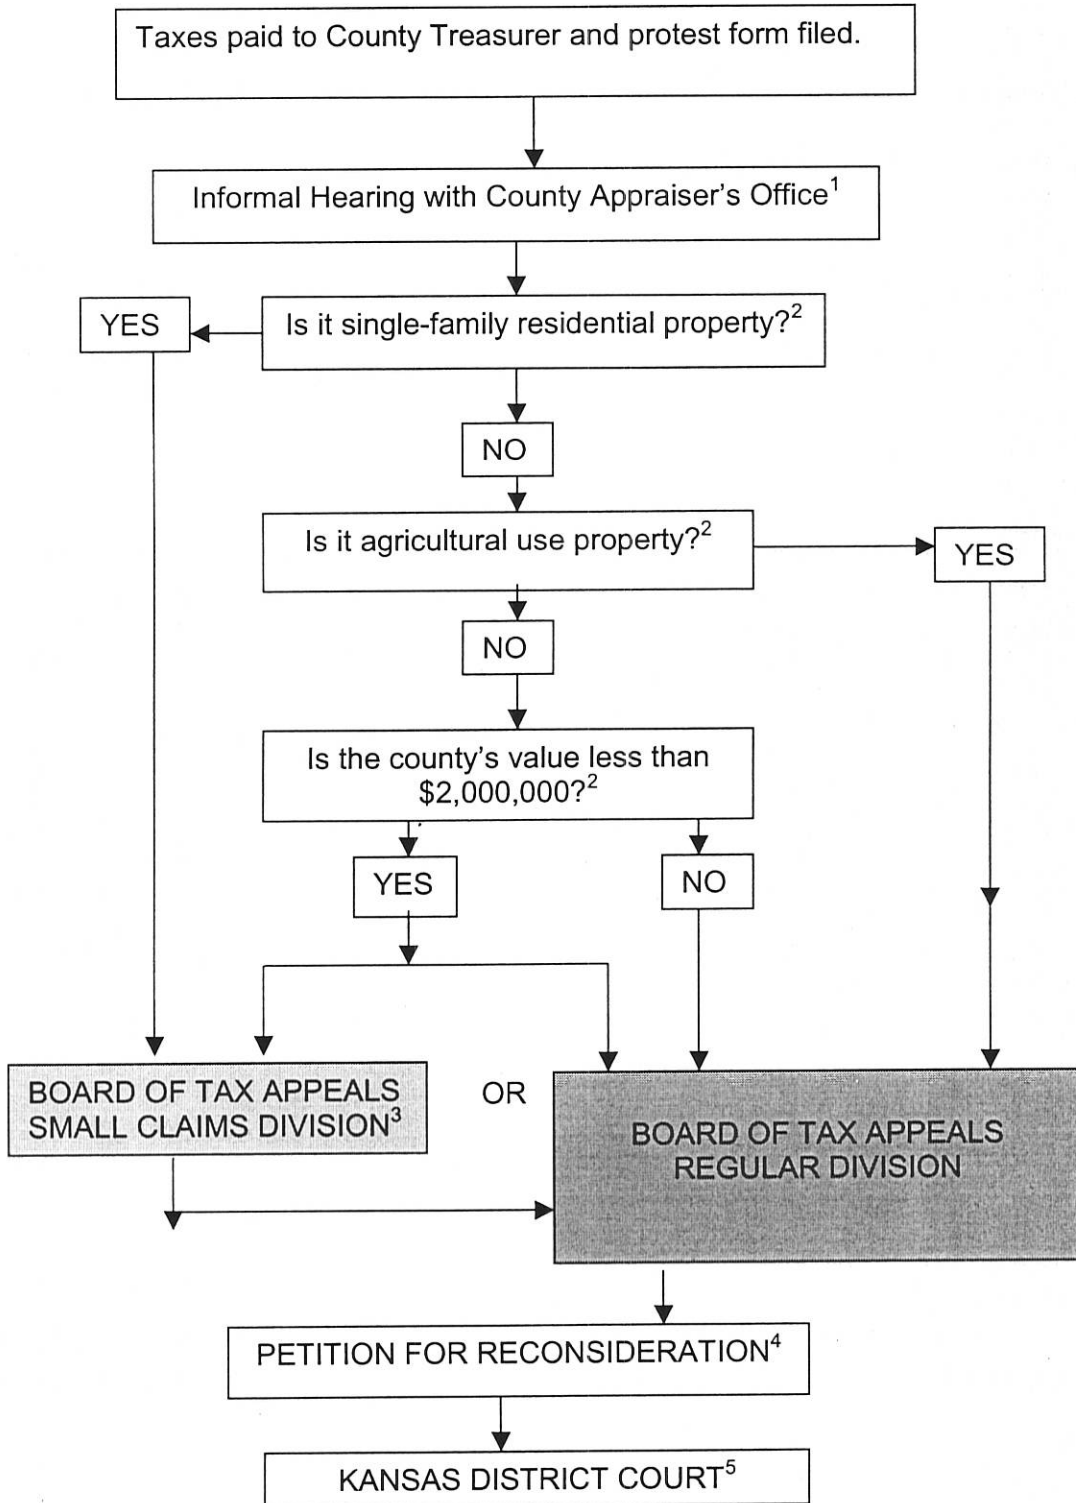 Taxes paid to County Treasurer and protest form filed.
Informal Hearing with County Appraiser's Office¹
YES
Is it single-family residential property?²
NO
Is it agricultural use property?²
YES
NO
Is the county's value less than
$2,000,000?²
YES
NO
BOARD OF TAX APPEALS
SMALL CLAIMS DIVISION³
OR
BOARD OF TAX APPEALS
REGULAR DIVISION
PETITION FOR RECONSIDERATION⁴
KANSAS DISTRICT COURT⁵